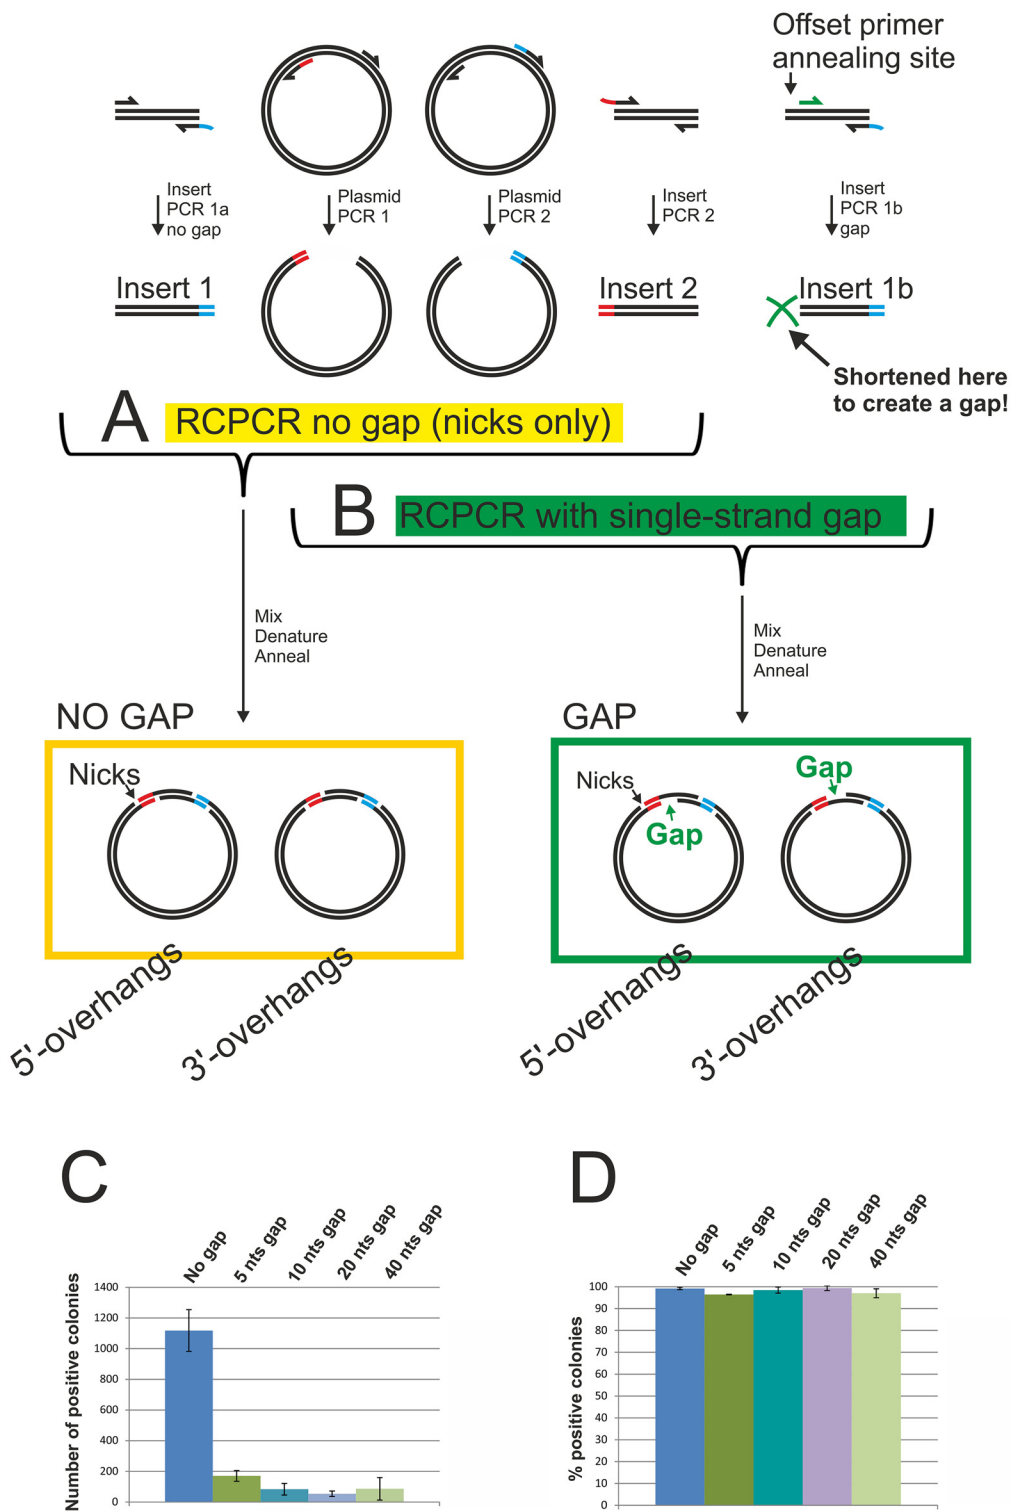 Offset primer
annealing site
Insert
PCR 1a
no gap
Plasmid
PCR 1
Plasmid
PCR 2
Insert
PCR 2
Insert
PCR 1b
gap
Insert 1
Insert 2
Insert 1b
Shortened here
to create a gap!
A RCPCR no gap (nicks only)
B RCPCR with single-strand gap
Mix
Denature
Anneal
Mix
Denature
Anneal
NO GAP
GAP
Nicks
Nicks
Gap
Gap
5'-overhangs
3'-overhangs
5'-overhangs
3'-overhangs
C
No gap
5 nts gap
10 nts gap
20 nts gap
40 nts gap
Number of positive colonies
1400
1200
1000
800
600
400
200
0
D
No gap
5 nts gap
10 nts gap
20 nts gap
40 nts gap
% positive colonies
100
90
80
70
60
50
40
30
20
10
0